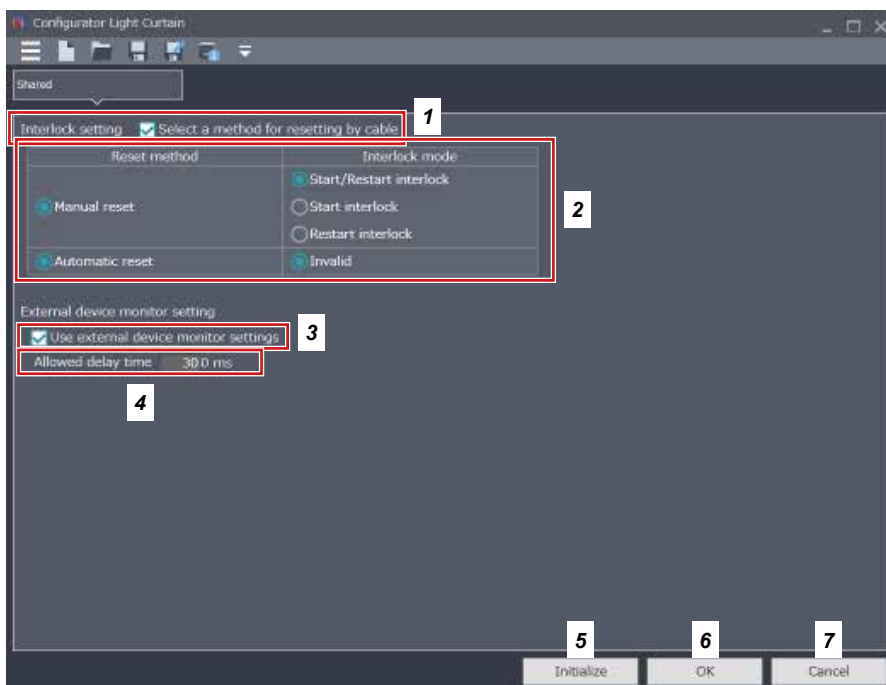 Configurator Light Curtain
Shared
Interlock setting Select a method for resetting by cable 1
Reset method Interlock mode
Start/Restart interlock
Manual reset Start interlock 2
Restart interlock
Automatic reset Invalid
External device monitor setting
Use external device monitor settings 3
Allowed delay time 300 ms
4
5 6 7
Initialize OK Cancel